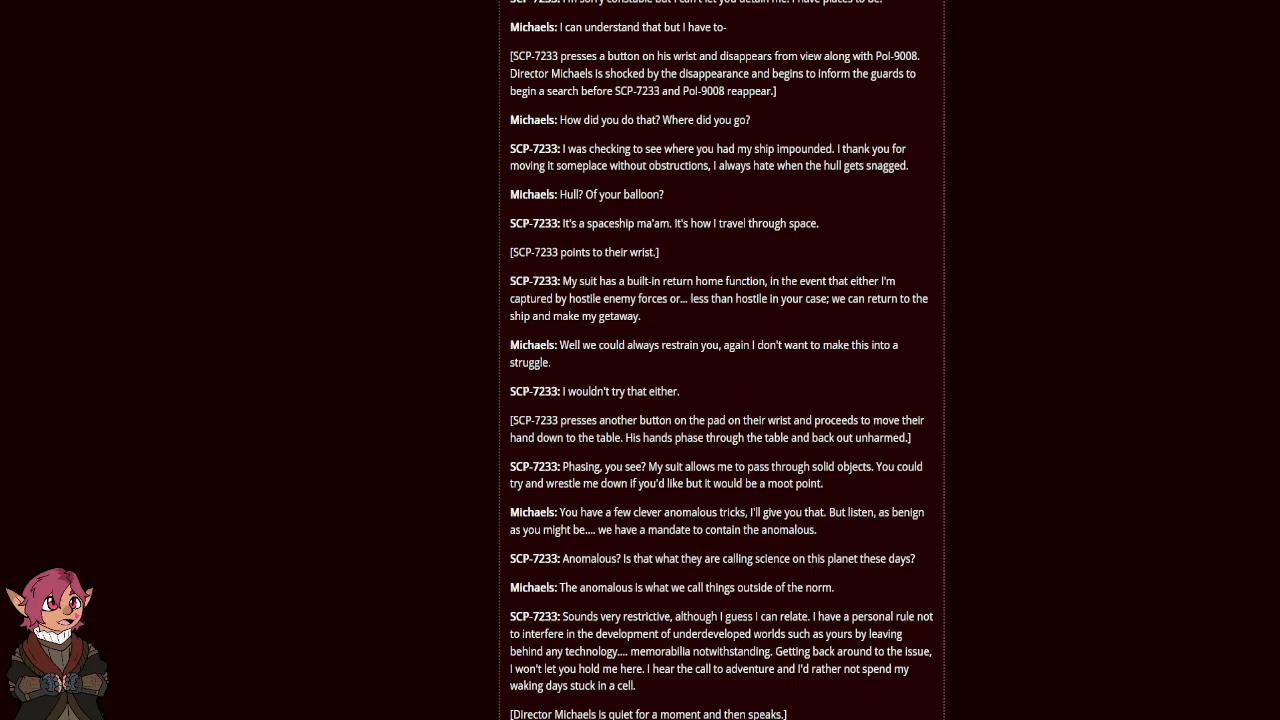 SCP-7233: I'm sorry constable but I can't let you detain me. I have places to be.
Michaels: I can understand that but I have to-
[SCP-7233 presses a button on his wrist and disappears from view along with PoI-9008.
Director Michaels is shocked by the disappearance and begins to inform the guards to
begin a search before SCP-7233 and PoI-9008 reappear.]
Michaels: How did you do that? Where did you go?
SCP-7233: I was checking to see where you had my ship impounded. I thank you for
moving it someplace without obstructions, I always hate when the hull gets snagged.
Michaels: Hull? Of your balloon?
SCP-7233: It's a spaceship ma'am. It's how I travel through space.
[SCP-7233 points to their wrist.]
SCP-7233: My suit has a built-in return home function, in the event that either I'm
captured by hostile enemy forces or... less than hostile in your case; we can return to the
ship and make my getaway.
Michaels: Well we could always restrain you, again I don't want to make this into a
struggle.
SCP-7233: I wouldn't try that either.
[SCP-7233 presses another button on the pad on their wrist and proceeds to move their
hand down to the table. His hands phase through the table and back out unharmed.]
SCP-7233: Phasing, you see? My suit allows me to pass through solid objects. You could
try and wrestle me down if you'd like but it would be a moot point.
Michaels: You have a few clever anomalous tricks, I'll give you that. But listen, as benign
as you might be.... we have a mandate to contain the anomalous.
SCP-7233: Anomalous? Is that what they are calling science on this planet these days?
Michaels: The anomalous is what we call things outside of the norm.
SCP-7233: Sounds very restrictive, although I guess I can relate. I have a personal rule not
to interfere in the development of underdeveloped worlds such as yours by leaving
behind any technology.... memorabilia notwithstanding. Getting back around to the issue,
I won't let you hold me here. I hear the call to adventure and I'd rather not spend my
waking days stuck in a cell.
[Director Michaels is quiet for a moment and then speaks.]